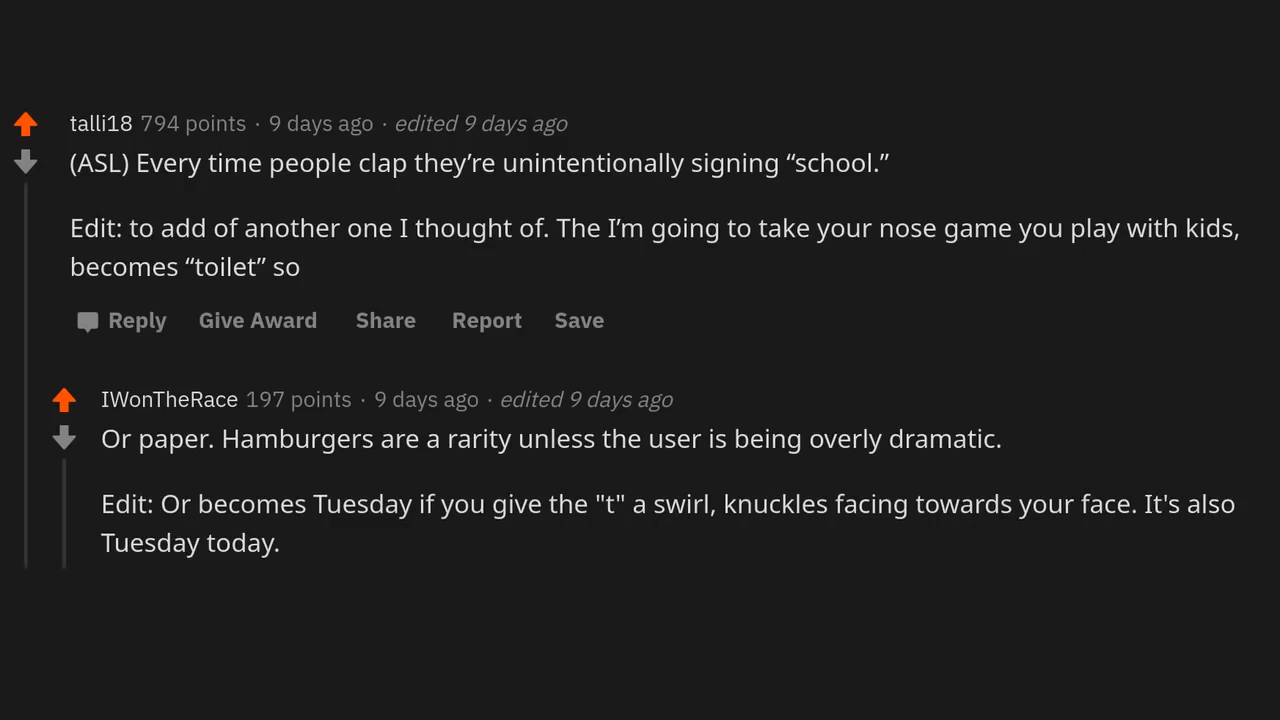 talli18 794 points · 9 days ago · edited 9 days ago
(ASL) Every time people clap they’re unintentionally signing “school.”
Edit: to add of another one I thought of. The I’m going to take your nose game you play with kids,
becomes “toilet” so
Reply Give Award Share Report Save
IWonTheRace 197 points · 9 days ago · edited 9 days ago
Or paper. Hamburgers are a rarity unless the user is being overly dramatic.
Edit: Or becomes Tuesday if you give the "t" a swirl, knuckles facing towards your face. It's also
Tuesday today.